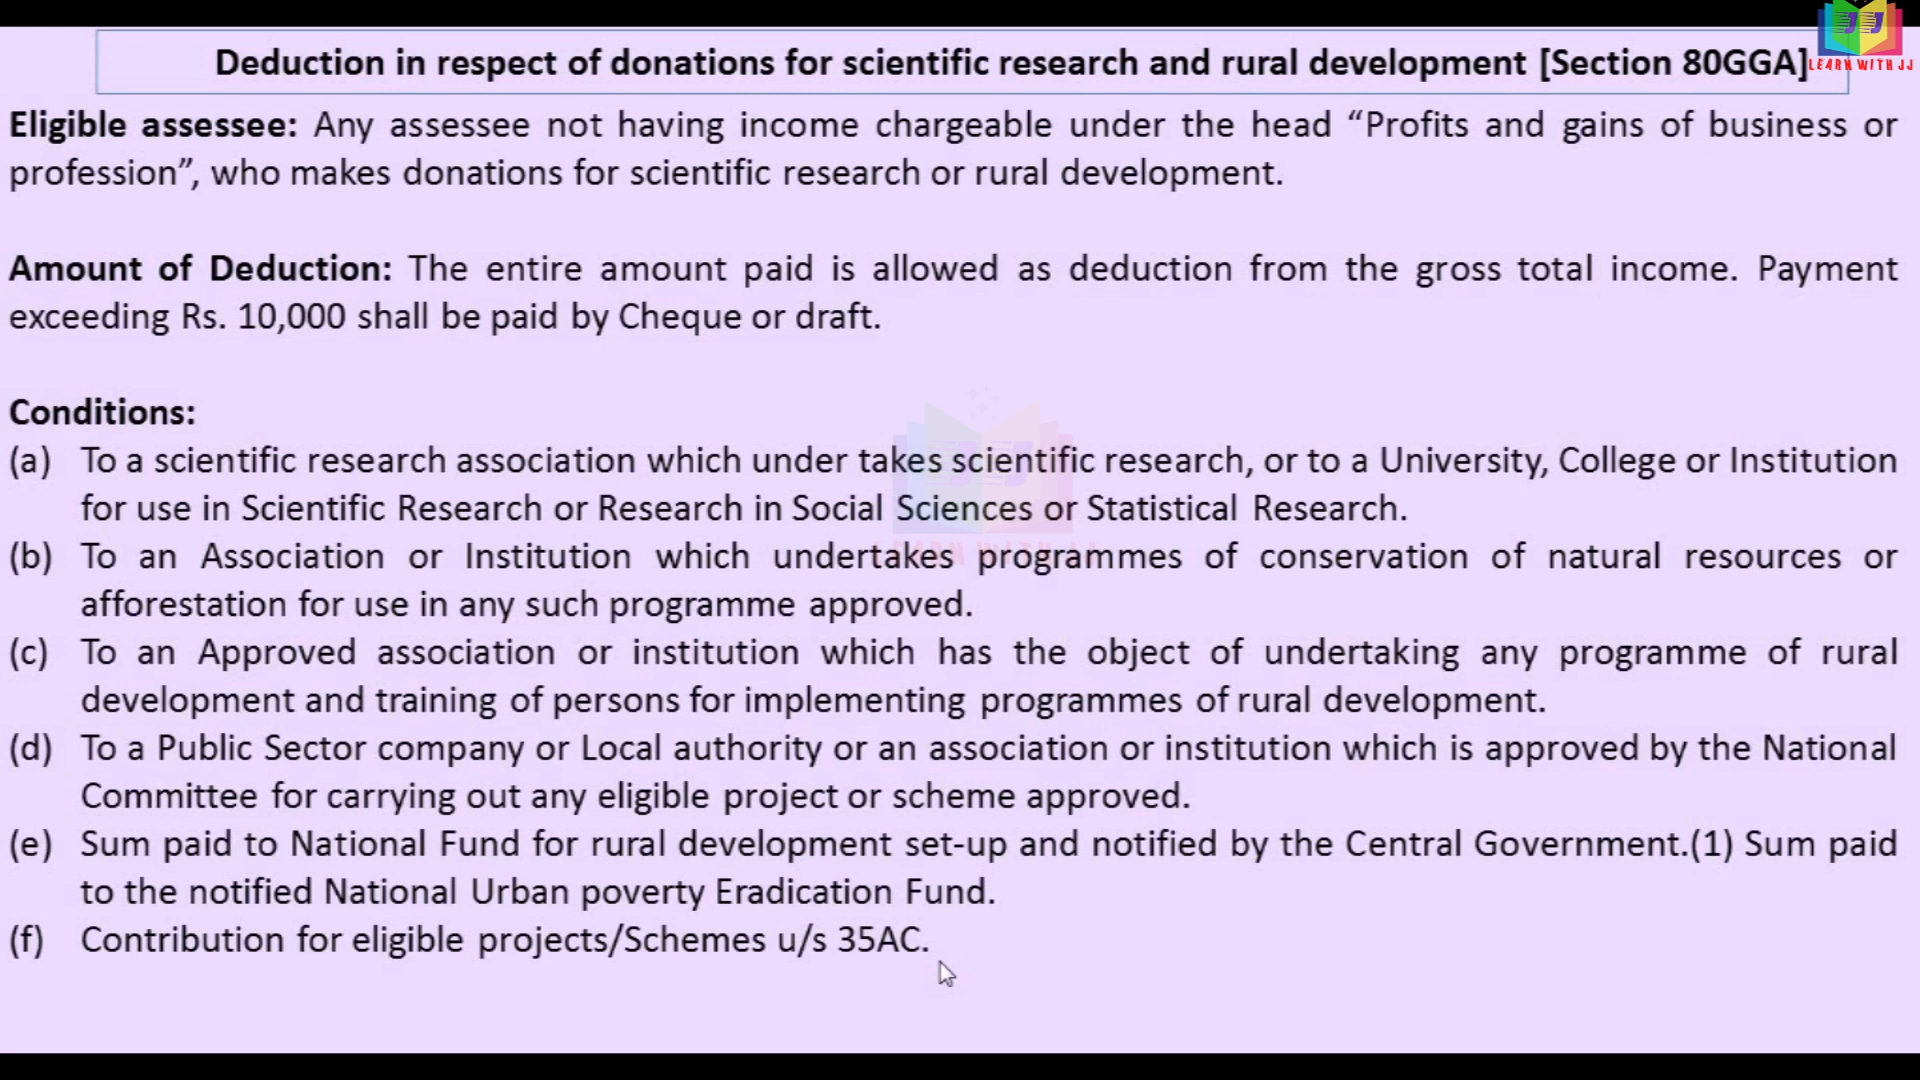 Deduction in respect of donations for scientific research and rural development [Section 80GGA]
LEARN WITH JJ
Eligible assessee: Any assessee not having income chargeable under the head “Profits and gains of business or
profession”, who makes donations for scientific research or rural development.
Amount of Deduction: The entire amount paid is allowed as deduction from the gross total income. Payment
exceeding Rs. 10,000 shall be paid by Cheque or draft.
Conditions:
(a) To a scientific research association which under takes scientific research, or to a University, College or Institution
for use in Scientific Research or Research in Social Sciences or Statistical Research.
(b) To an Association or Institution which undertakes programmes of conservation of natural resources or
afforestation for use in any such programme approved.
(c) To an Approved association or institution which has the object of undertaking any programme of rural
development and training of persons for implementing programmes of rural development.
(d) To a Public Sector company or Local authority or an association or institution which is approved by the National
Committee for carrying out any eligible project or scheme approved.
(e) Sum paid to National Fund for rural development set-up and notified by the Central Government.(1) Sum paid
to the notified National Urban poverty Eradication Fund.
(f) Contribution for eligible projects/Schemes u/s 35AC.